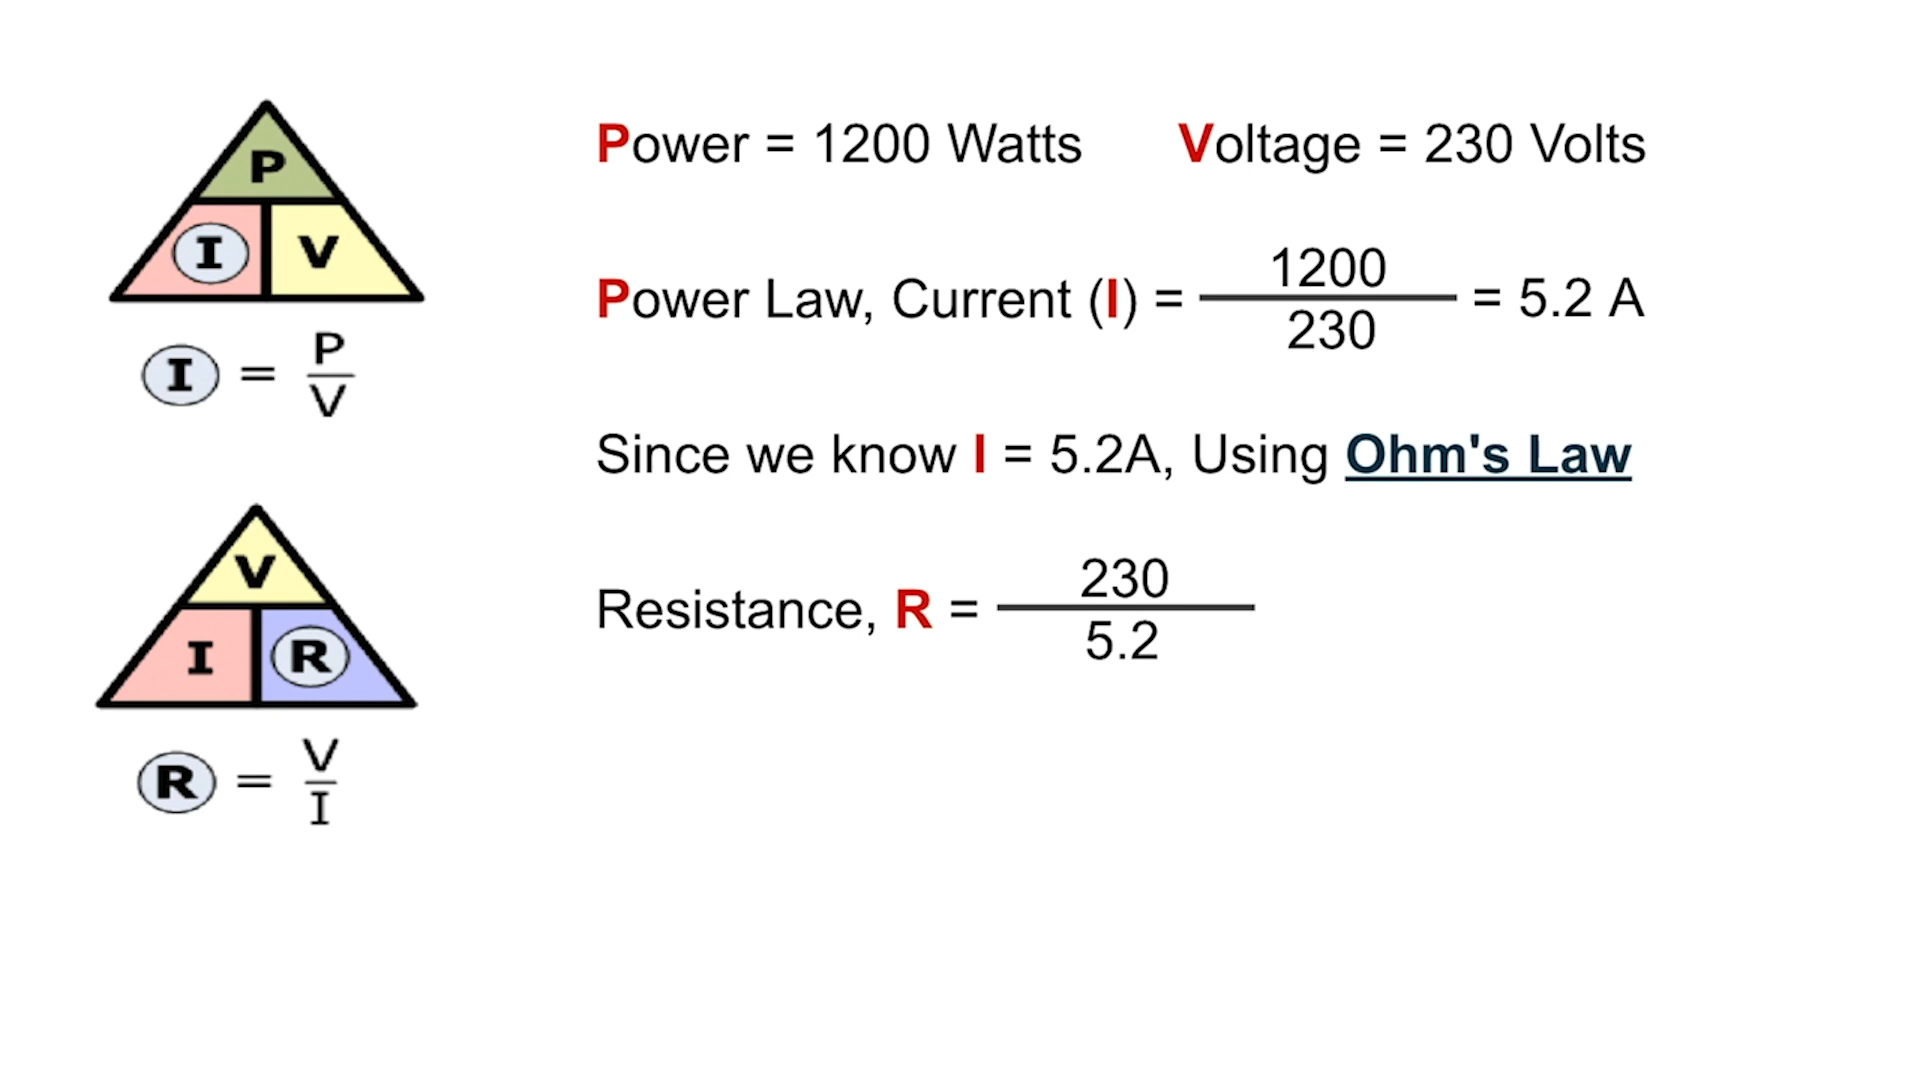 P
I V
I = P/V
V
I R
R = V/I
Power = 1200 Watts Voltage = 230 Volts
Power Law, Current (I) = 1200/230 = 5.2 A
Since we know I = 5.2A, Using Ohm's Law
Resistance, R = 230/5.2